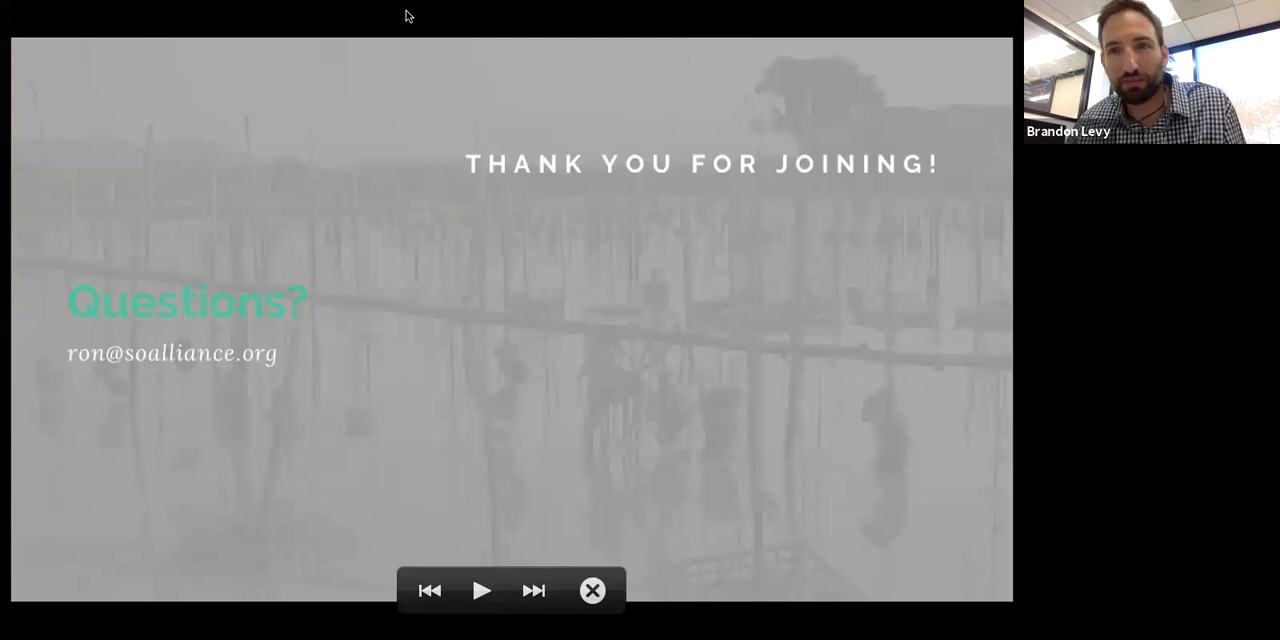 THANK YOU FOR JOINING!
Questions?
ron@soalliance.org
Brandon Levy